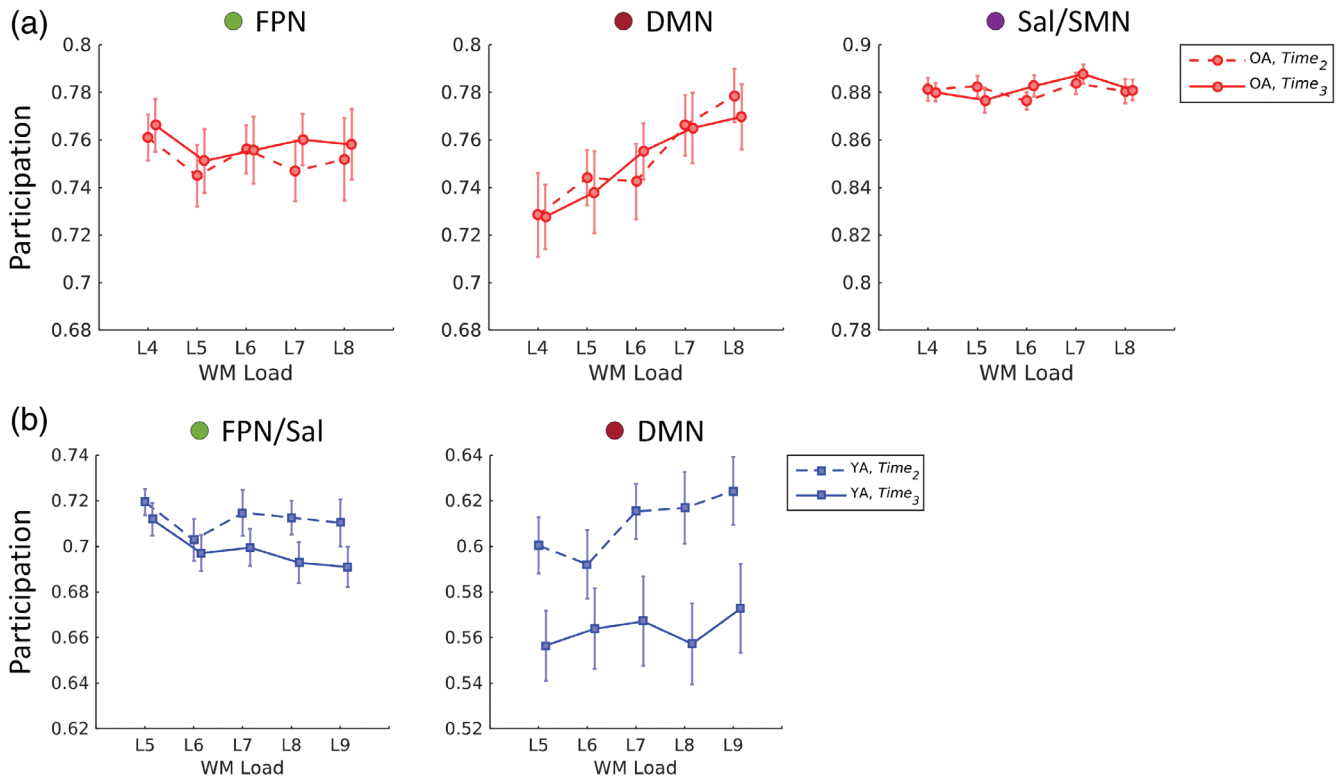 (a)
FPN
DMN
Sal/SMN
Participation
0.8
0.78
0.76
0.74
0.72
0.7
0.68
L4 L5 L6 L7 L8
WM Load
0.8
0.78
0.76
0.74
0.72
0.7
0.68
L4 L5 L6 L7 L8
WM Load
0.9
0.88
0.86
0.84
0.82
0.8
0.78
L4 L5 L6 L7 L8
WM Load
OA, Time2
OA, Time3
(b)
FPN/Sal
DMN
Participation
0.74
0.72
0.7
0.68
0.66
0.64
0.62
L5 L6 L7 L8 L9
WM Load
0.64
0.62
0.6
0.58
0.56
0.54
0.52
L5 L6 L7 L8 L9
WM Load
YA, Time2
YA, Time3